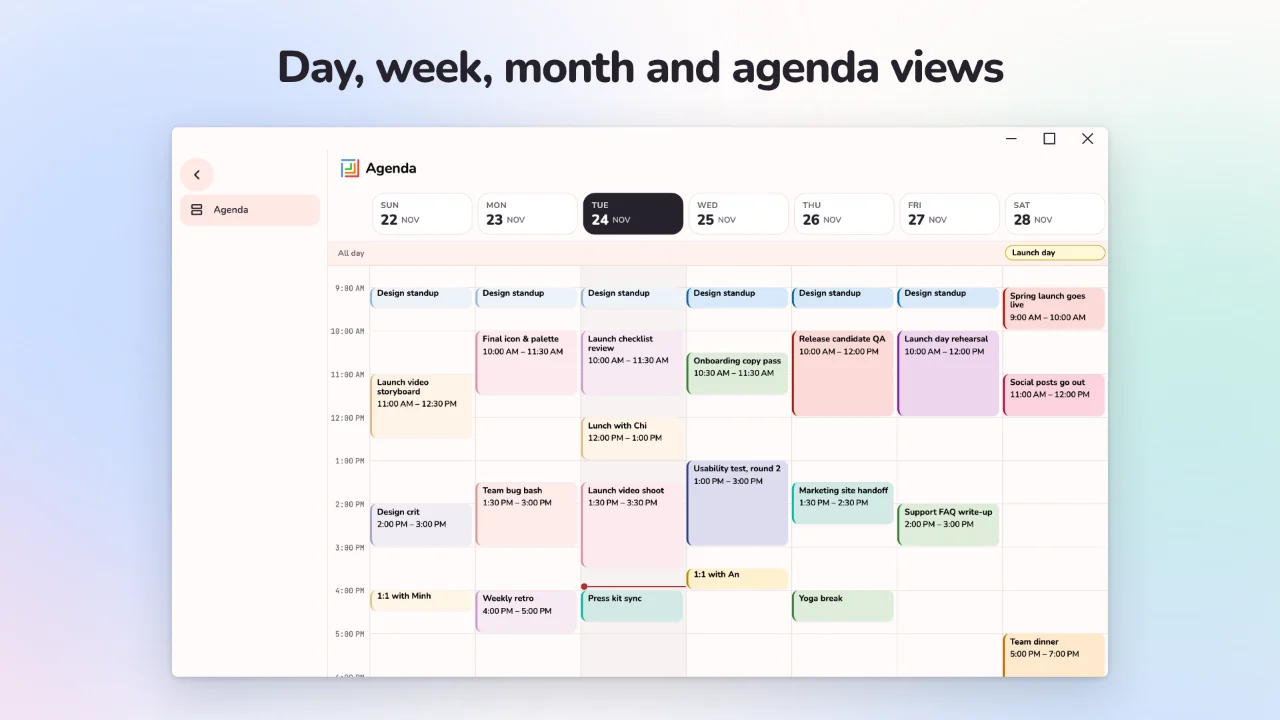 Day, week, month and agenda views
Agenda
Agenda
SUN
22 NOV
MON
23 NOV
TUE
24 NOV
WED
25 NOV
THU
26 NOV
FRI
27 NOV
SAT
28 NOV
All day
Launch day
9:00 AM
10:00 AM
11:00 AM
12:00 PM
1:00 PM
2:00 PM
3:00 PM
4:00 PM
5:00 PM
Design standup
Launch video
storyboard
11:00 AM – 12:30 PM
Design crit
2:00 PM – 3:00 PM
1:1 with Minh
Design standup
Final icon & palette
10:00 AM – 11:30 AM
Team bug bash
1:30 PM – 3:00 PM
Weekly retro
4:00 PM – 5:00 PM
Design standup
Launch checklist
review
10:00 AM – 11:30 AM
Lunch with Chi
12:00 PM – 1:00 PM
Launch video shoot
1:30 PM – 3:30 PM
Press kit sync
Design standup
Onboarding copy pass
10:30 AM – 11:30 AM
Usability test, round 2
1:00 PM – 3:00 PM
1:1 with An
Design standup
Release candidate QA
10:00 AM – 12:00 PM
Marketing site handoff
1:30 PM – 2:30 PM
Yoga break
Design standup
Launch day rehearsal
10:00 AM – 12:00 PM
Support FAQ write-up
2:00 PM – 3:00 PM
Spring launch goes
live
9:00 AM – 10:00 AM
Social posts go out
11:00 AM – 12:00 PM
Team dinner
5:00 PM – 7:00 PM